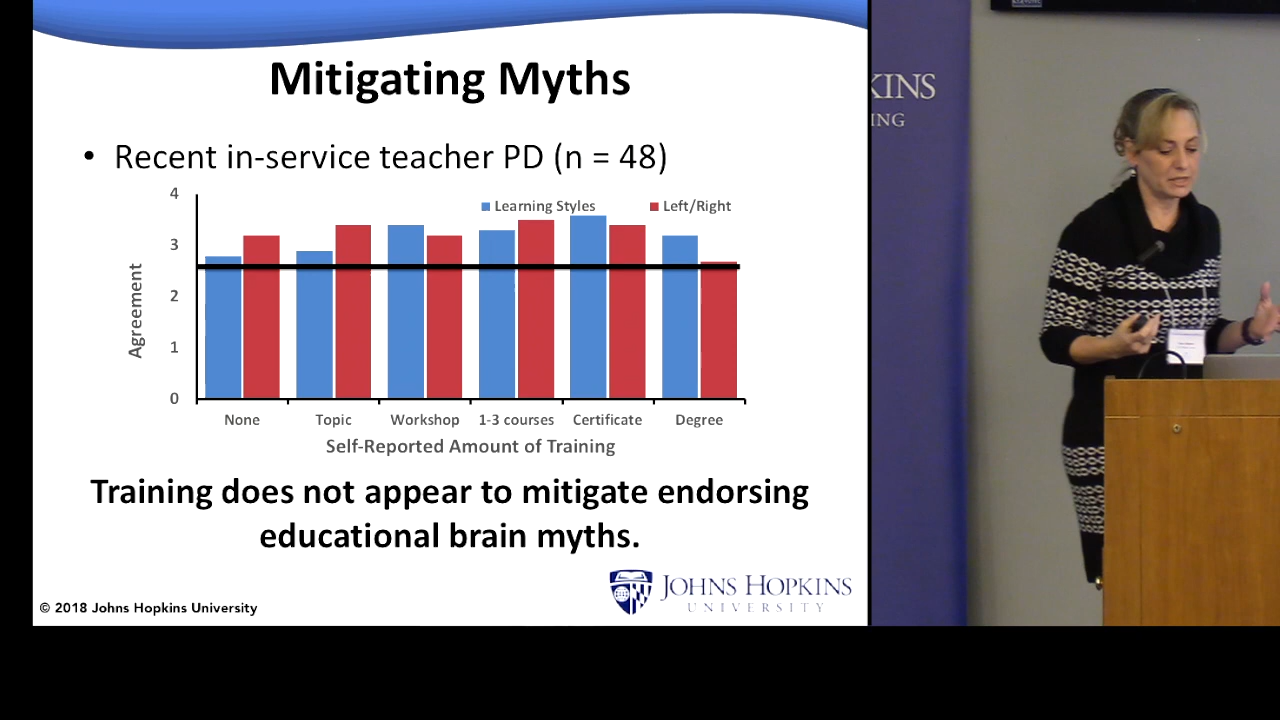 Mitigating Myths
• Recent in-service teacher PD (n = 48)
4
3
2
1
0
Agreement
Learning Styles
Left/Right
None
Topic
Workshop
1-3 courses
Certificate
Degree
Self-Reported Amount of Training
Training does not appear to mitigate endorsing
educational brain myths.
JOHNS HOPKINS
UNIVERSITY
© 2018 Johns Hopkins University
KINS
ING